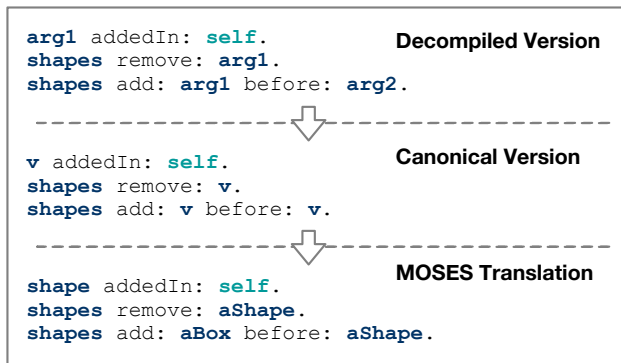 arg1 addedIn: self.
Decompiled Version
shapes remove: arg1.
shapes add: arg1 before: arg2.
v addedIn: self.
Canonical Version
shapes remove: v.
shapes add: v before: v.
MOSES Translation
shape addedIn: self.
shapes remove: aShape.
shapes add: aBox before: aShape.